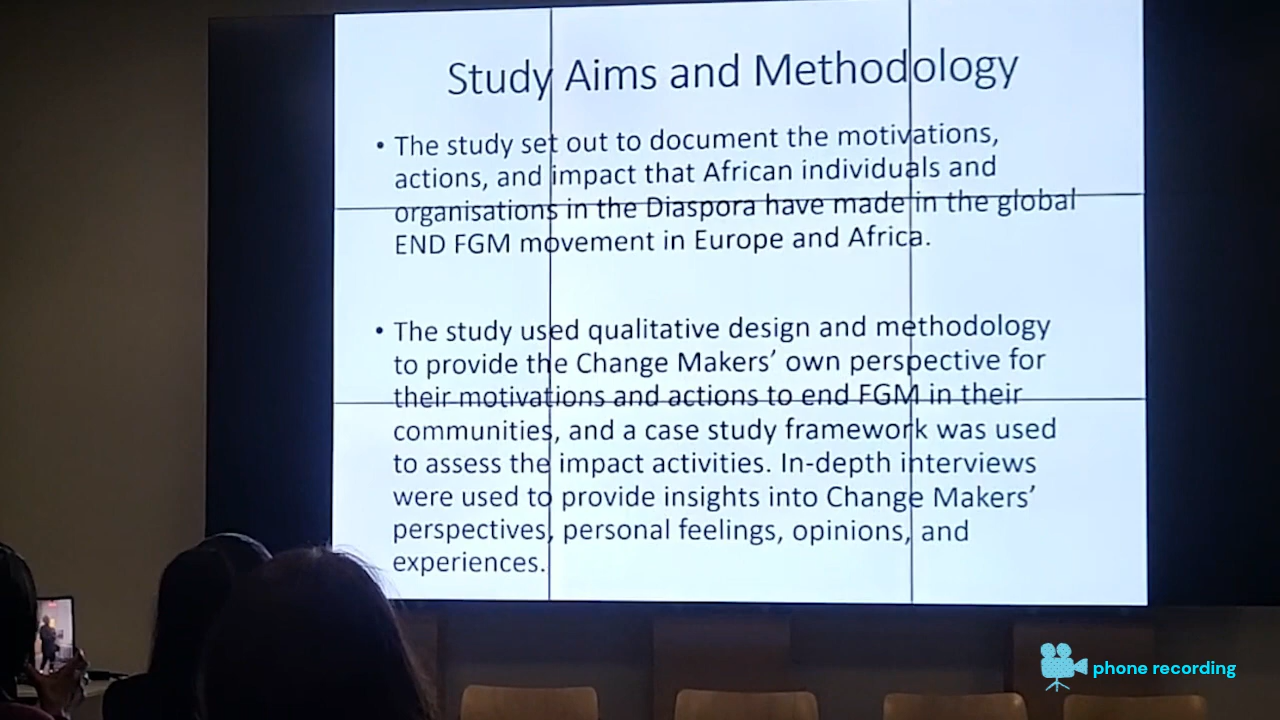 Study Aims and Methodology
• The study set out to document the motivations,
actions, and impact that African individuals and
organisations in the Diaspora have made in the global
END FGM movement in Europe and Africa.
• The study used qualitative design and methodology
to provide the Change Makers’ own perspective for
their motivations and actions to end FGM in their
communities, and a case study framework was used
to assess the impact activities. In-depth interviews
were used to provide insights into Change Makers’
perspectives, personal feelings, opinions, and
experiences.
phone recording